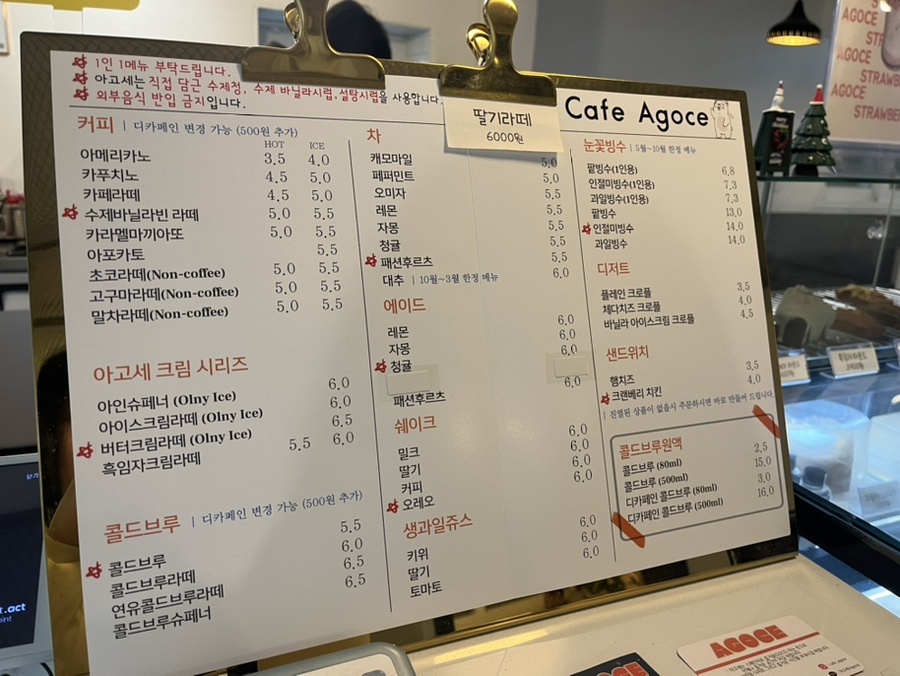 1인 1메뉴 부탁드립니다.
아고세는 직접 담근 수제청, 수제 바닐라시럽, 설탕시럽을 사용합니다.
외부음식 반입 금지입니다.
딸기라떼
6000원
Cafe Agoce
커피 | 디카페인 변경 가능 (500원 추가)
HOT ICE
아메리카노 3.5 4.0
카푸치노 4.5 5.0
카페라떼 4.5 5.0
수제바닐라빈 라떼 5.0 5.5
카라멜마끼아또 5.0 5.5
아포카토 5.5
초코라떼(Non-coffee) 5.0 5.5
고구마라떼(Non-coffee) 5.0 5.5
말차라떼(Non-coffee) 5.0 5.5
아고세 크림 시리즈
아인슈페너 (Olny Ice) 6.0
아이스크림라떼 (Olny Ice) 6.0
버터크림라떼 (Olny Ice) 6.5
흑임자크림라떼 5.5 6.0
콜드브루 | 디카페인 변경 가능 (500원 추가)
콜드브루 5.5
콜드브루라떼 6.0
연유콜드브루라떼 6.5
콜드브루슈페너 6.5
차
캐모마일 5.0
페퍼민트 5.0
오미자 5.5
레몬 5.5
자몽 5.5
청귤 5.5
패션후르츠 5.5
대추 | 10월~3월 한정 메뉴 6.0
에이드
레몬 6.0
자몽 6.0
청귤 6.0
패션후르츠 6.0
쉐이크
밀크 6.0
딸기 6.0
커피 6.0
오레오 6.0
생과일쥬스
키위 6.0
딸기 6.0
토마토 6.0
눈꽃빙수 | 5월~10월 한정 메뉴
팥빙수(1인용) 6.8
인절미빙수(1인용) 7.3
과일빙수(1인용) 7.3
팥빙수 13.0
인절미빙수 14.0
과일빙수 14.0
디저트
플레인 크로플 3.5
체다치즈 크로플 4.0
바닐라 아이스크림 크로플 4.5
샌드위치
햄치즈 3.5
크랜베리 치킨 4.0
| 진열된 상품이 없을시 주문하시면 바로 만들어 드립니다.
콜드브루원액
콜드브루 (80ml) 2.5
콜드브루 (500ml) 15.0
디카페인 콜드브루 (80ml) 3.0
디카페인 콜드브루 (500ml) 16.0
AGOCE
STRAWB
AGOCE
STRAWBE
AGOCE
STRAWBER
AGOCE